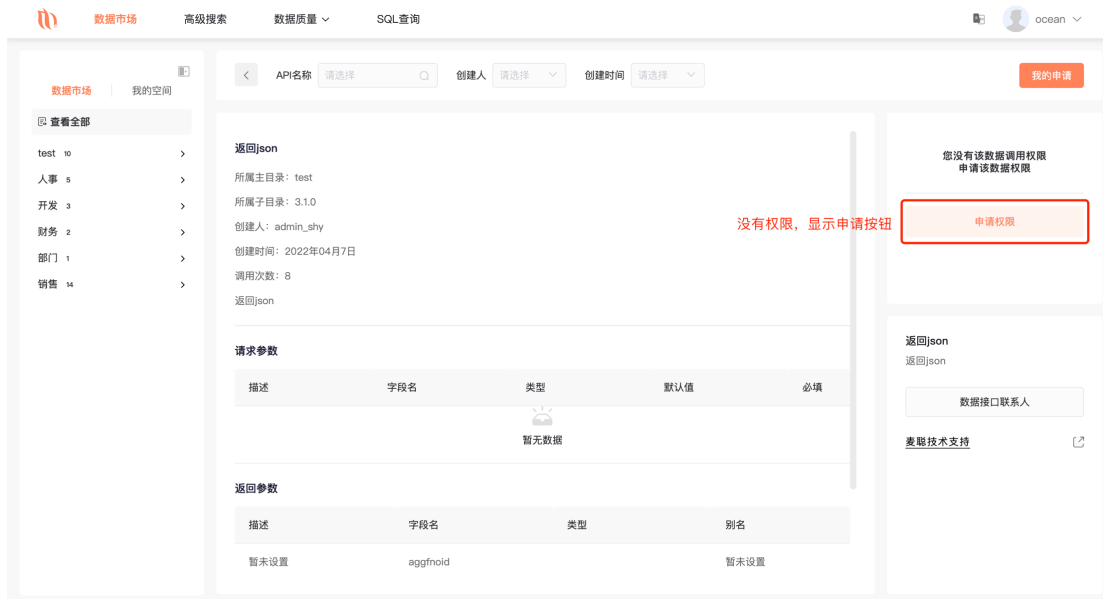 数据市场 高级搜索 数据质量 SQL查询 ocean
数据市场 我的空间
查看全部
test 10
人事 5
开发 3
财务 2
部门 1
销售 14
API名称 请选择 创建人 请选择 创建时间 请选择 我的申请
返回json
所属主目录：test
所属子目录：3.1.0
创建人：admin_shy
创建时间：2022年04月7日
调用次数：8
返回json
请求参数
描述 字段名 类型 默认值 必填
暂无数据
返回参数
描述 字段名 类型 别名
暂未设置 aggfnoid 暂未设置
没有权限，显示申请按钮
您没有该数据调用权限
申请该数据权限
申请权限
返回json
返回json
数据接口联系人
麦聪技术支持